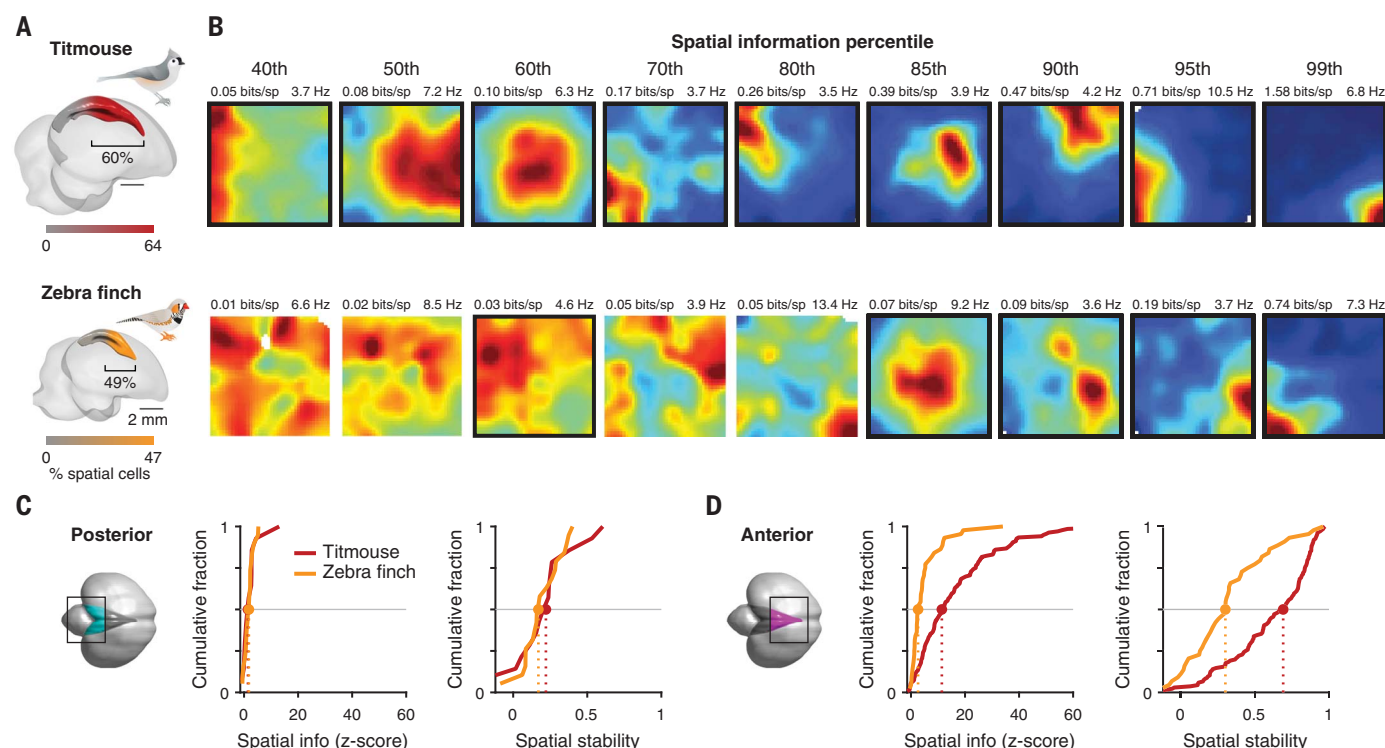 A
Titmouse
60%
0 64
Zebra finch
49%
2 mm
0 47
% spatial cells
B
Spatial information percentile
40th 50th 60th 70th 80th 85th 90th 95th 99th
0.05 bits/sp 3.7 Hz 0.08 bits/sp 7.2 Hz 0.10 bits/sp 6.3 Hz 0.17 bits/sp 3.7 Hz 0.26 bits/sp 3.5 Hz 0.39 bits/sp 3.9 Hz 0.47 bits/sp 4.2 Hz 0.71 bits/sp 10.5 Hz 1.58 bits/sp 6.8 Hz
0.01 bits/sp 6.6 Hz 0.02 bits/sp 8.5 Hz 0.03 bits/sp 4.6 Hz 0.05 bits/sp 3.9 Hz 0.05 bits/sp 13.4 Hz 0.07 bits/sp 9.2 Hz 0.09 bits/sp 3.6 Hz 0.19 bits/sp 3.7 Hz 0.74 bits/sp 7.3 Hz
C
Posterior
Cumulative fraction
1
0
Titmouse
Zebra finch
0 20 40 60
Spatial info (z-score)
Cumulative fraction
1
0
0 0.5 1
Spatial stability
D
Anterior
Cumulative fraction
1
0
0 20 40 60
Spatial info (z-score)
Cumulative fraction
1
0
0 0.5 1
Spatial stability